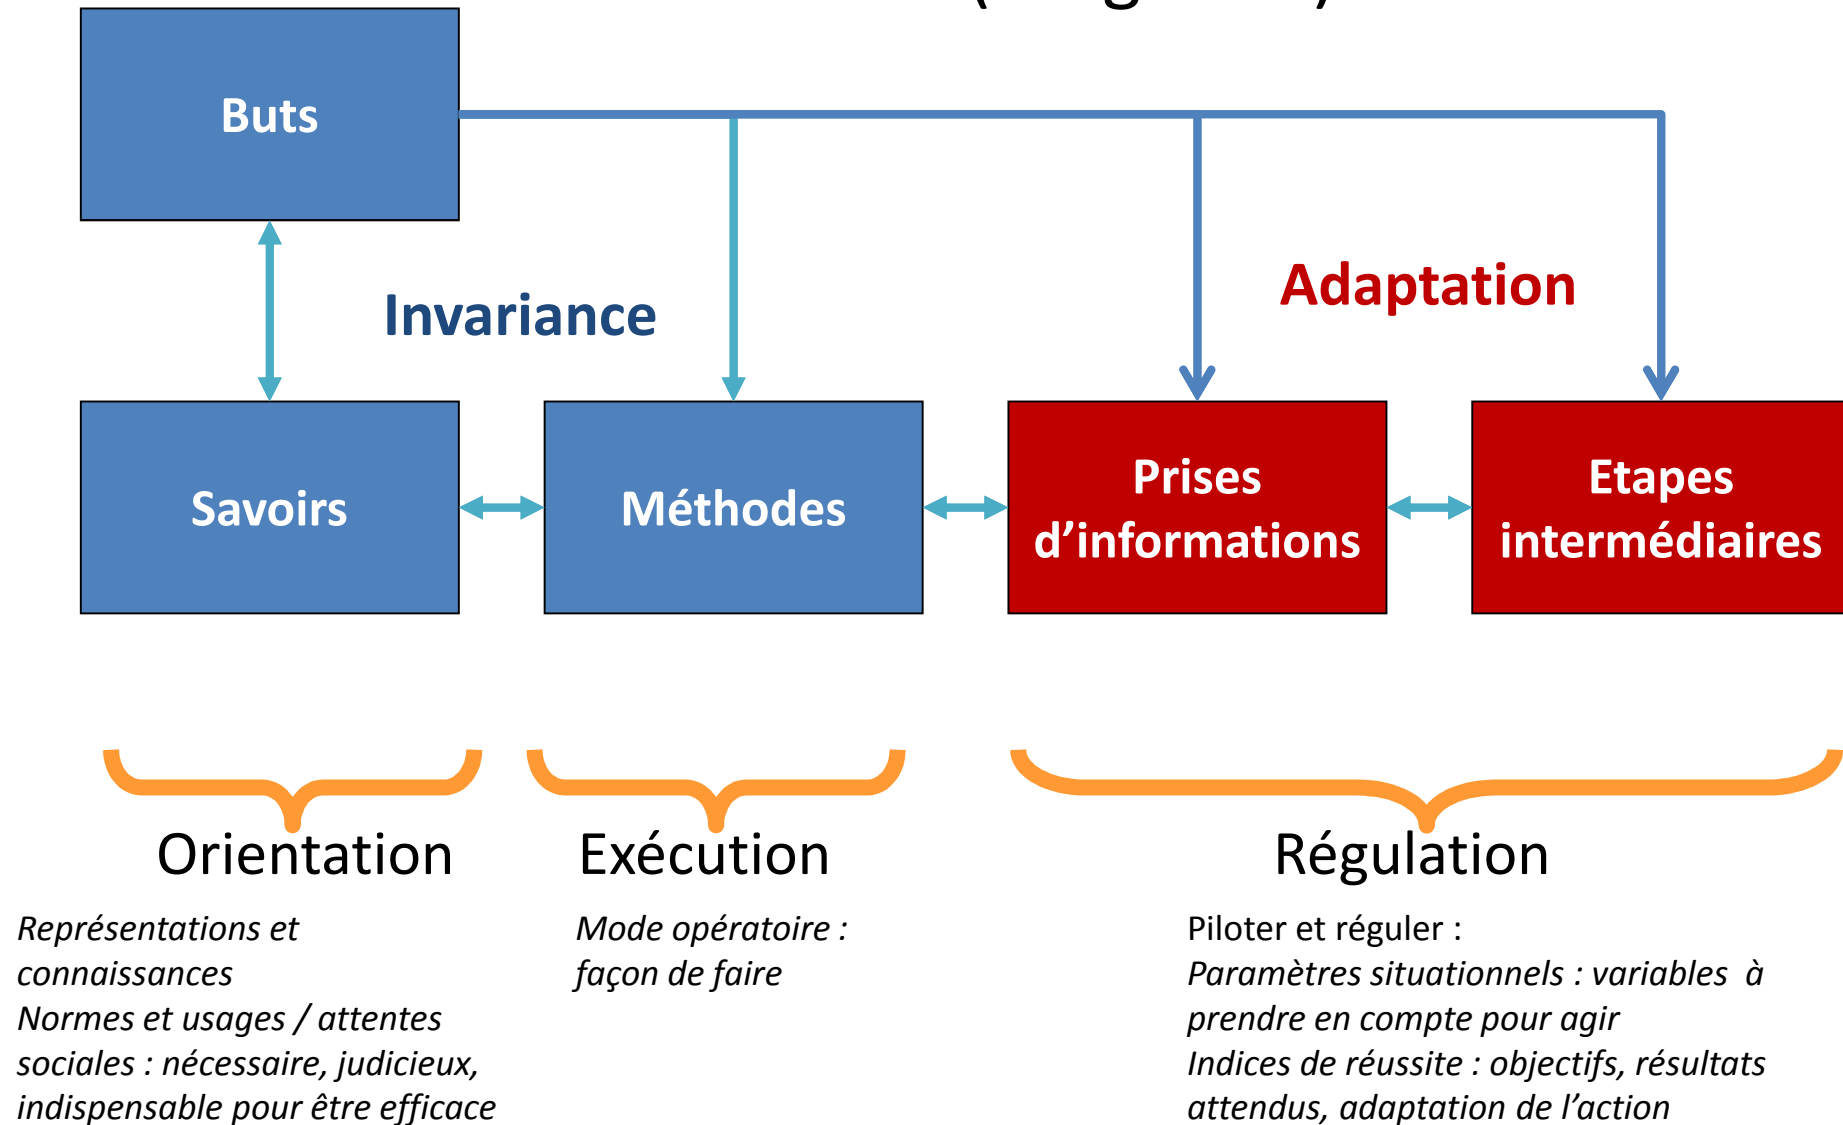 Buts
Invariance
Adaptation
Savoirs
Méthodes
Prises
d’informations
Etapes
intermédiaires
Orientation
Exécution
Régulation
Représentations et
connaissances
Normes et usages / attentes
sociales : nécessaire, judicieux,
indispensable pour être efficace
Mode opératoire :
façon de faire
Piloter et réguler :
Paramètres situationnels : variables à
prendre en compte pour agir
Indices de réussite : objectifs, résultats
attendus, adaptation de l’action